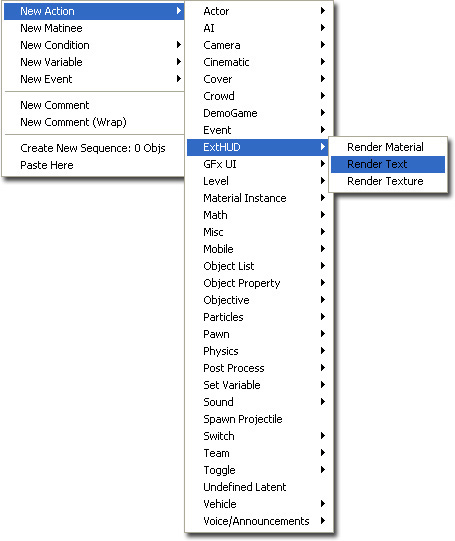 New Action
New Matinee
New Condition
New Variable
New Event
New Comment
New Comment (Wrap)
Create New Sequence: 0 Objs
Paste Here
Actor
AI
Camera
Cinematic
Cover
Crowd
DemoGame
Event
ExtHUD
GFx UI
Level
Material Instance
Math
Misc
Mobile
Object List
Object Property
Objective
Particles
Pawn
Physics
Post Process
Set Variable
Sound
Spawn Projectile
Switch
Team
Toggle
Undefined Latent
Vehicle
Voice/Announcements
Render Material
Render Text
Render Texture